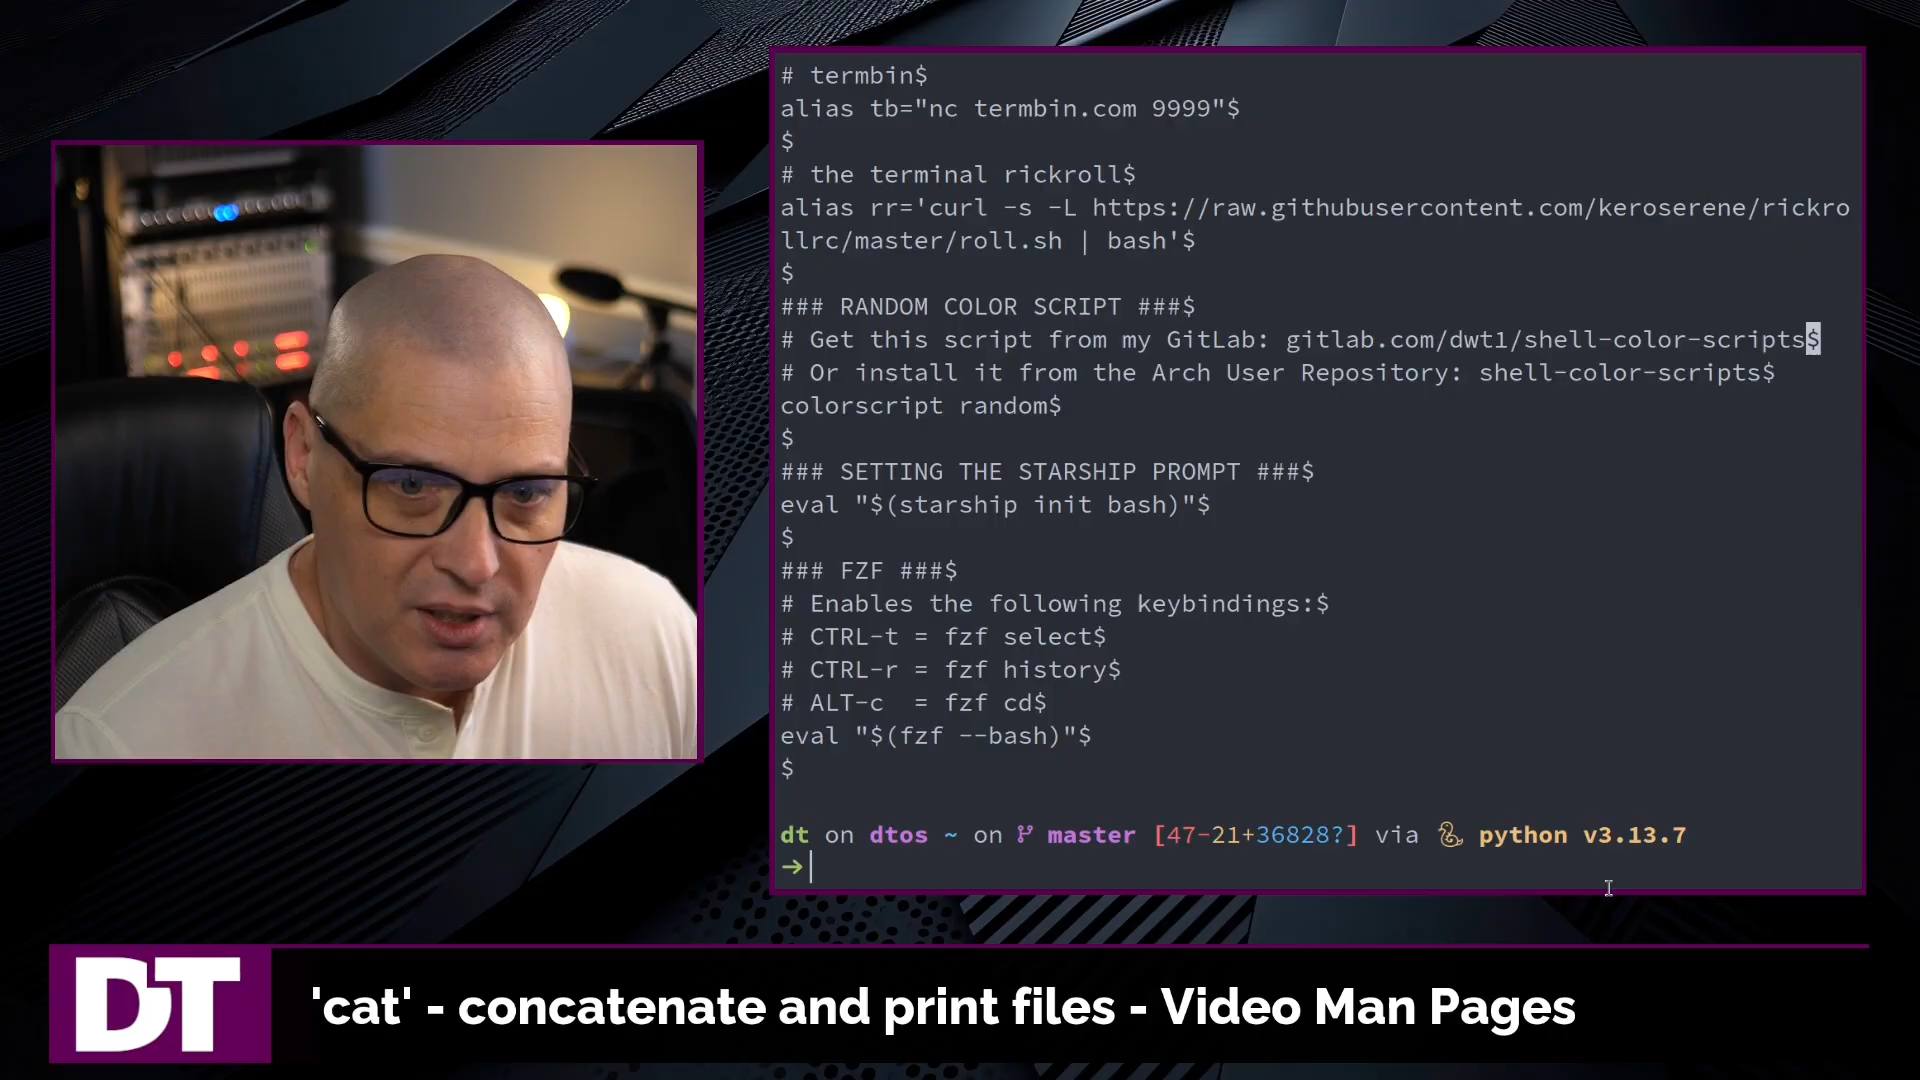 # termbin$
alias tb="nc termbin.com 9999"$
$
# the terminal rickroll$
alias rr='curl -s -L https://raw.githubusercontent.com/keroserene/rickro
llrc/master/roll.sh | bash'$
$
### RANDOM COLOR SCRIPT ###$
# Get this script from my GitLab: gitlab.com/dwt1/shell-color-scripts$
# Or install it from the Arch User Repository: shell-color-scripts$
colorscript random$
$
### SETTING THE STARSHIP PROMPT ###$
eval "$(starship init bash)"$
$
### FZF ###$
# Enables the following keybindings:$
# CTRL-t = fzf select$
# CTRL-r = fzf history$
# ALT-c  = fzf cd$
eval "$(fzf --bash)"$
$
dt on dtos ~ on master [47-21+36828?] via 🐍 python v3.13.7
→
DT
'cat' - concatenate and print files - Video Man Pages